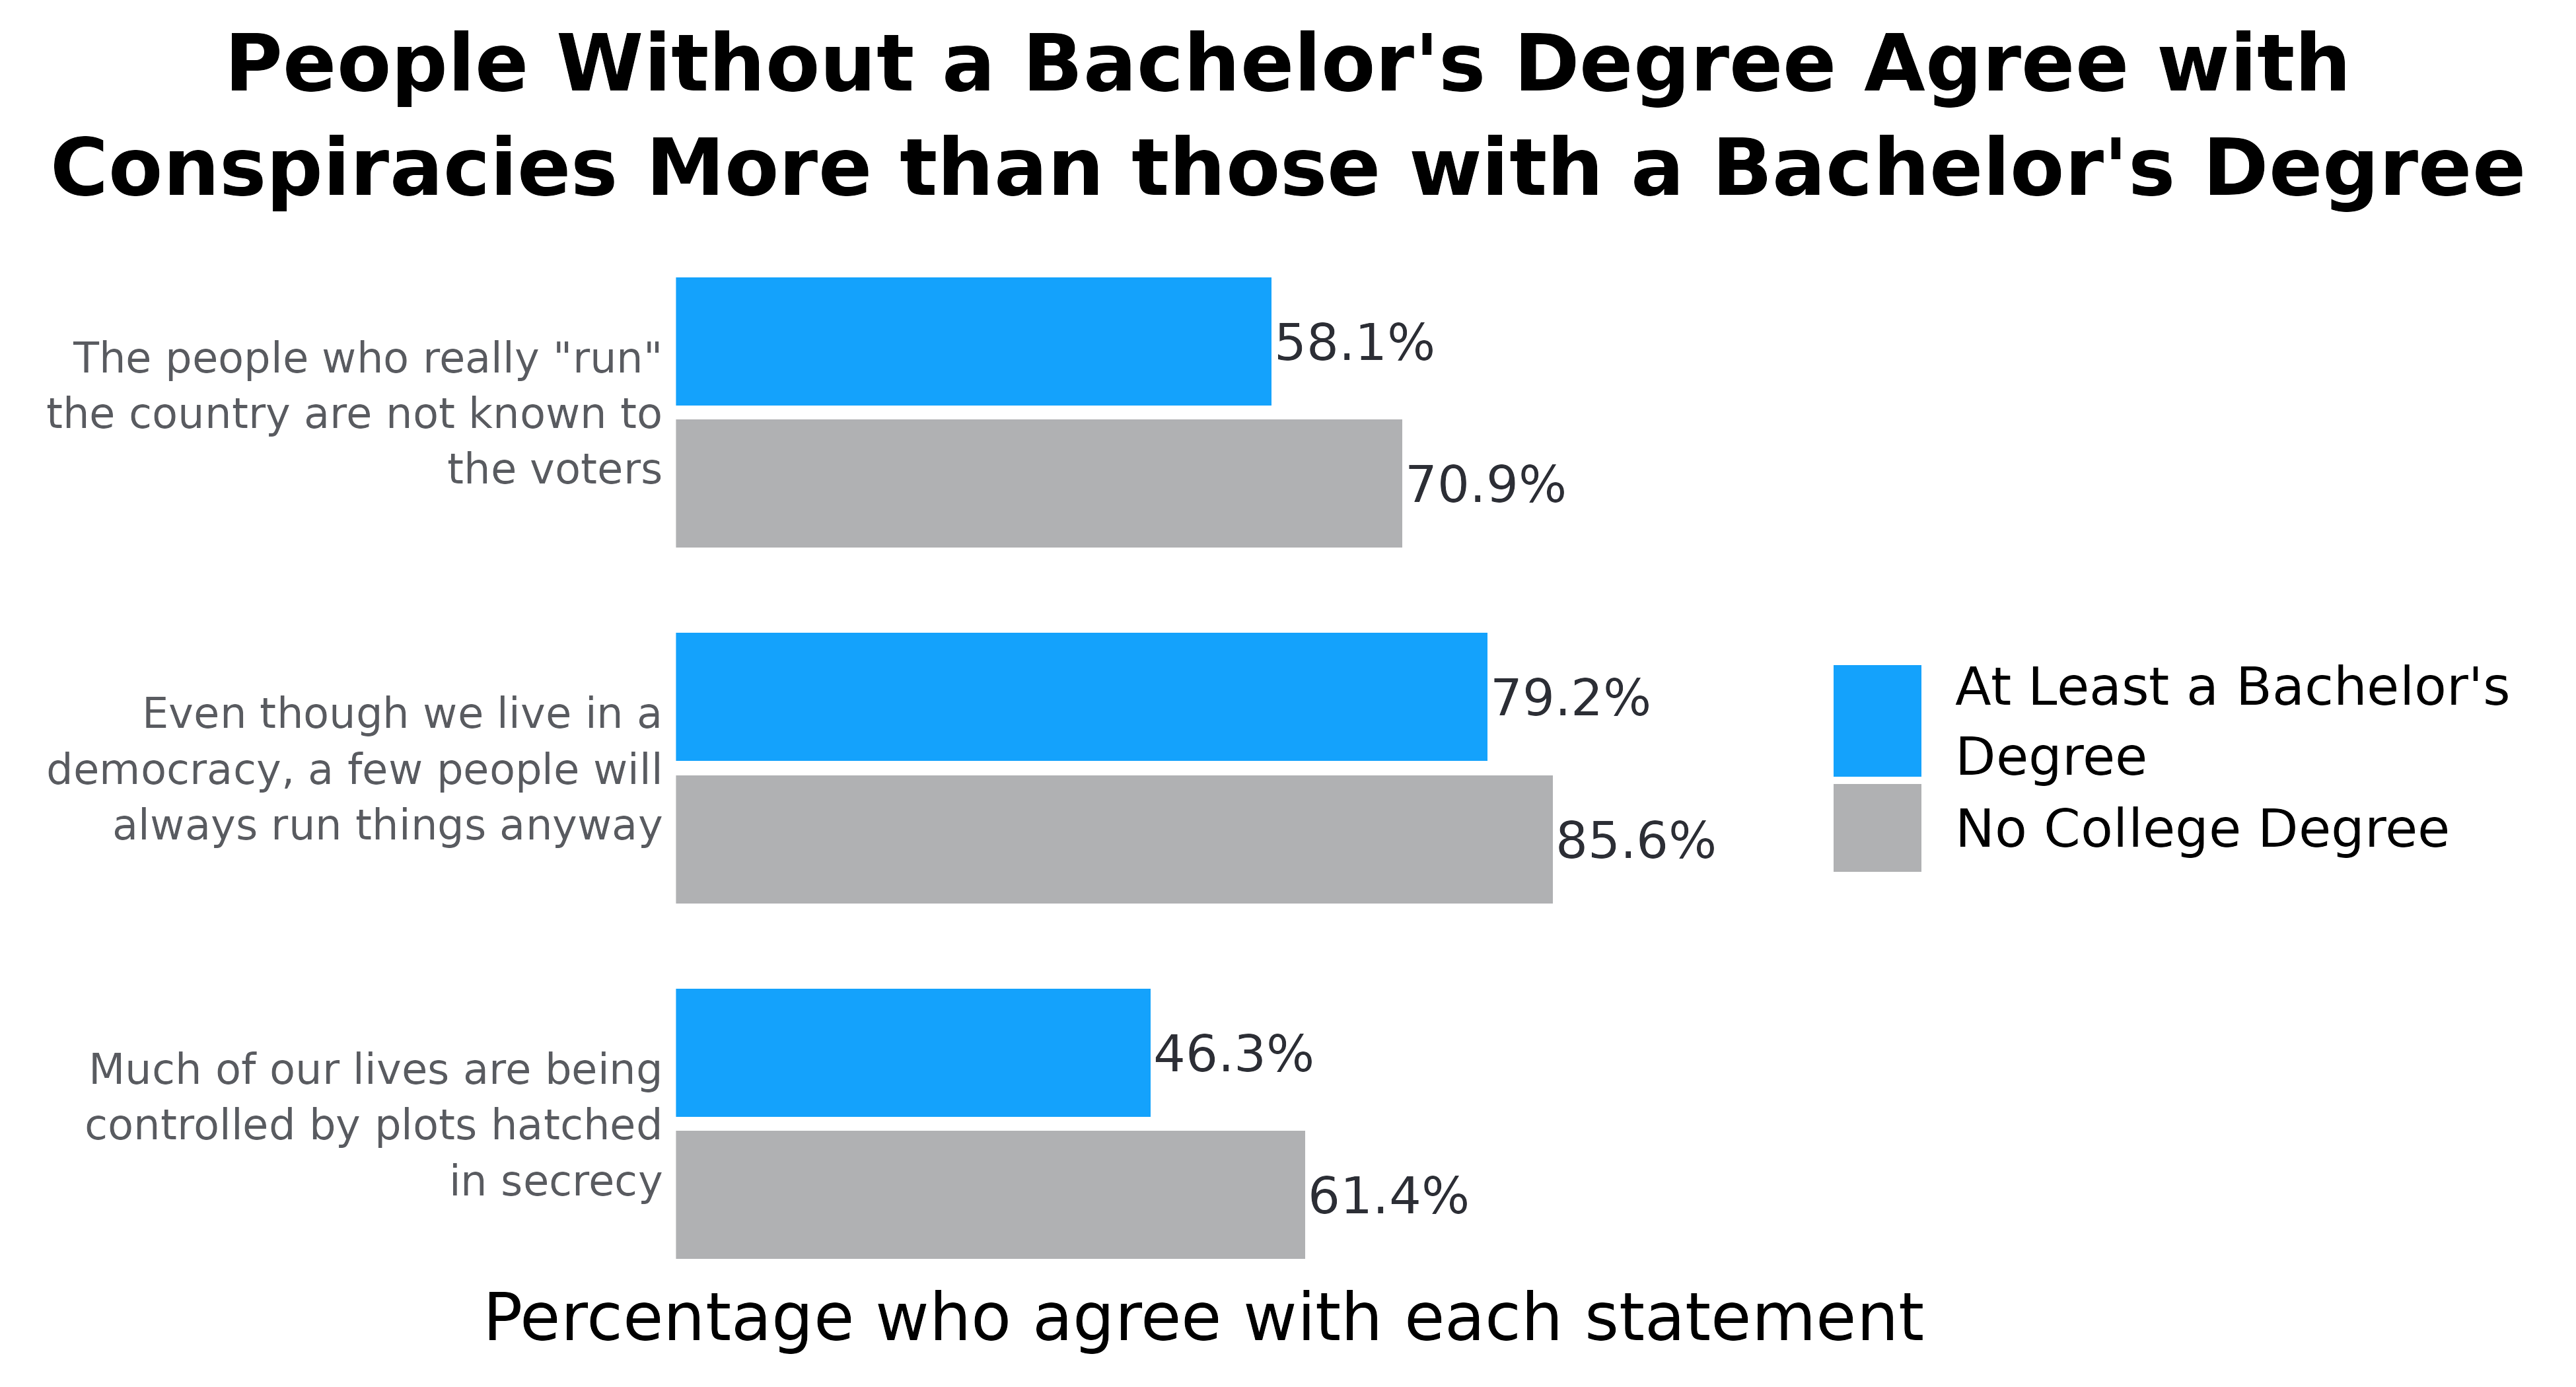 People Without a Bachelor's Degree Agree with
Conspiracies More than those with a Bachelor's Degree
The people who really "run"
the country are not known to
the voters
58.1%
70.9%
Even though we live in a
democracy, a few people will
always run things anyway
79.2%
85.6%
At Least a Bachelor's
Degree
No College Degree
Much of our lives are being
controlled by plots hatched
in secrecy
46.3%
61.4%
Percentage who agree with each statement